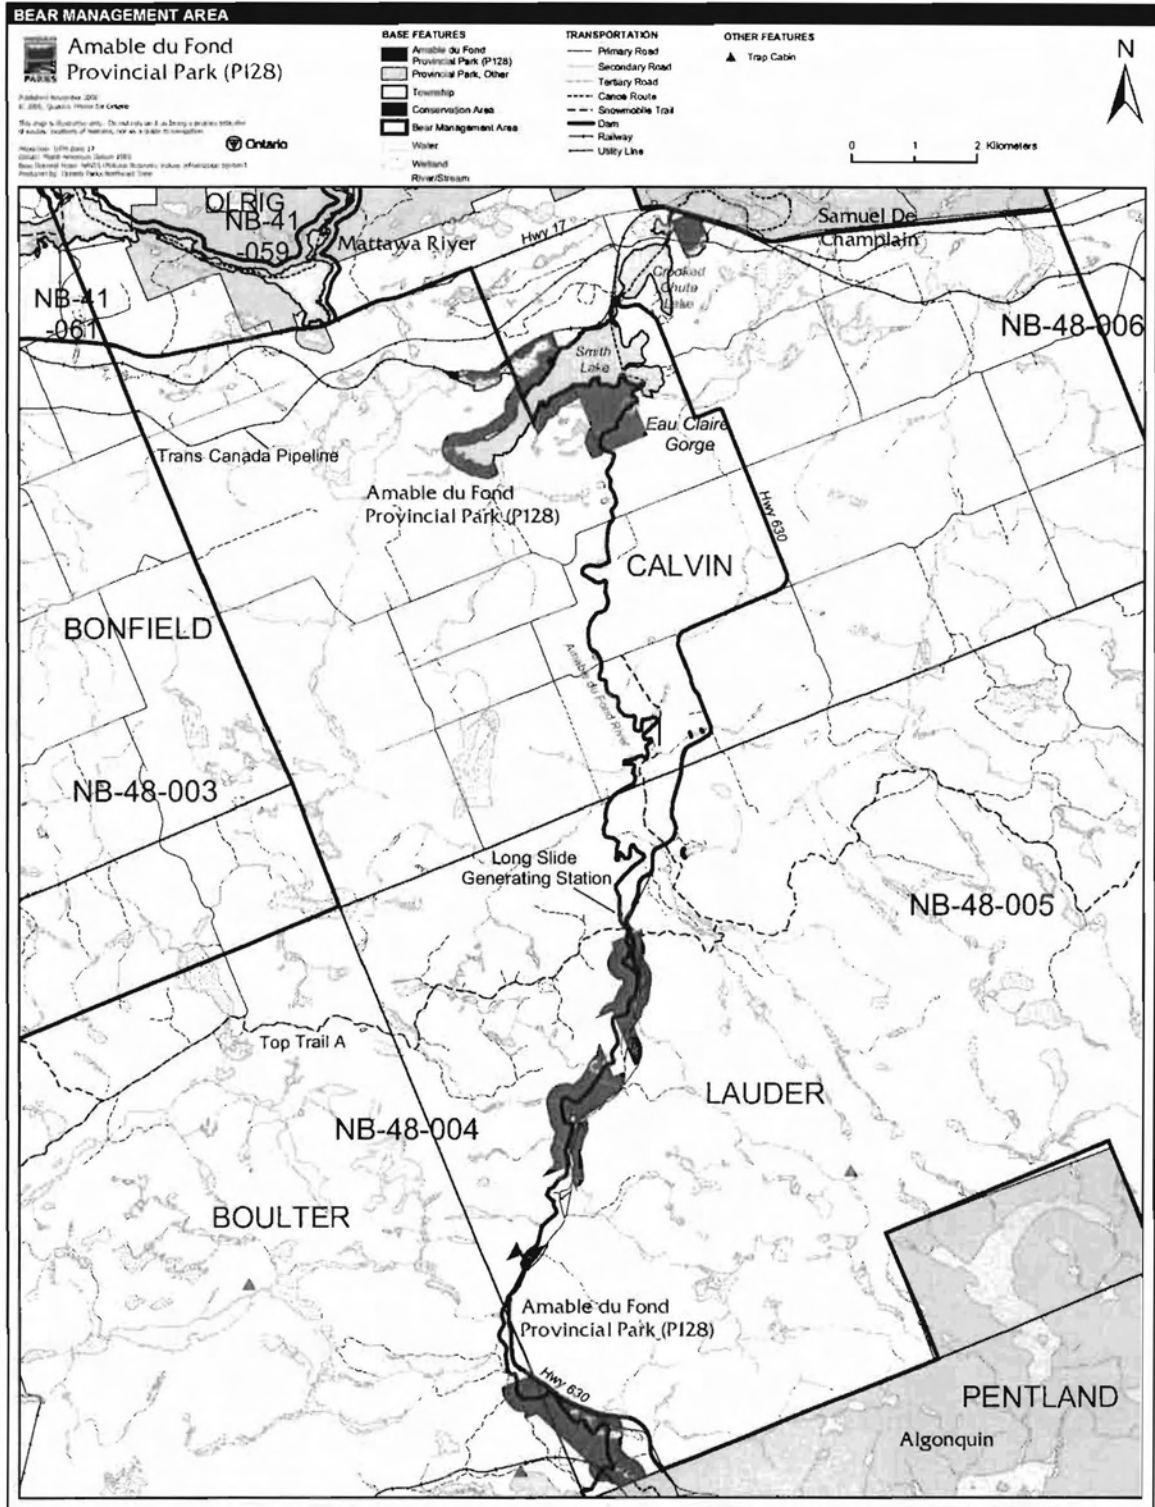 BEAR MANAGEMENT AREA
PARKS
Amable du Fond
Provincial Park (P128)
Published November 2008
Ontario
BASE FEATURES
Amable du Fond
Provincial Park (P128)
Provincial Park, Other
Township
Conservation Area
Bear Management Area
Water
Wetland
River/Stream
TRANSPORTATION
Primary Road
Secondary Road
Tertiary Road
Canoe Route
Snowmobile Trail
Dam
Railway
Utility Line
OTHER FEATURES
Trap Cabin
N
0 1 2 Kilometers
OLRIG
NB-41
-059
Mattawa River
Hwy 17
Samuel De
Champlain
NB-41
-061
Crooked
Chute
Lake
NB-48-006
Smith
Lake
Eau Claire
Gorge
Trans Canada Pipeline
Amable du Fond
Provincial Park (P128)
Hwy 630
CALVIN
BONFIELD
Amable du Fond River
NB-48-003
Long Slide
Generating Station
NB-48-005
Top Trail A
LAUDER
NB-48-004
BOULTER
Amable du Fond
Provincial Park (P128)
Hwy 630
PENTLAND
Algonquin